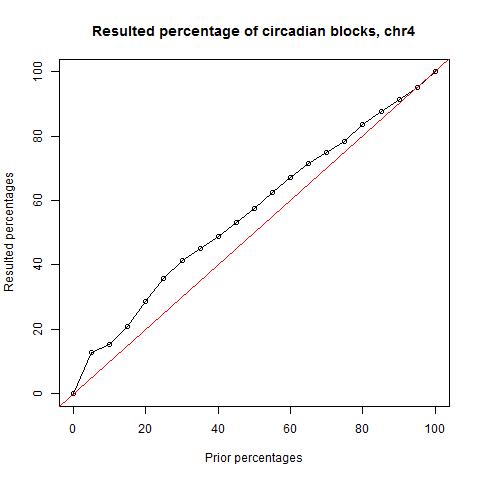 Resulted percentage of circadian blocks, chr4
Resulted percentages
100
80
60
40
20
0
0 20 40 60 80 100
Prior percentages